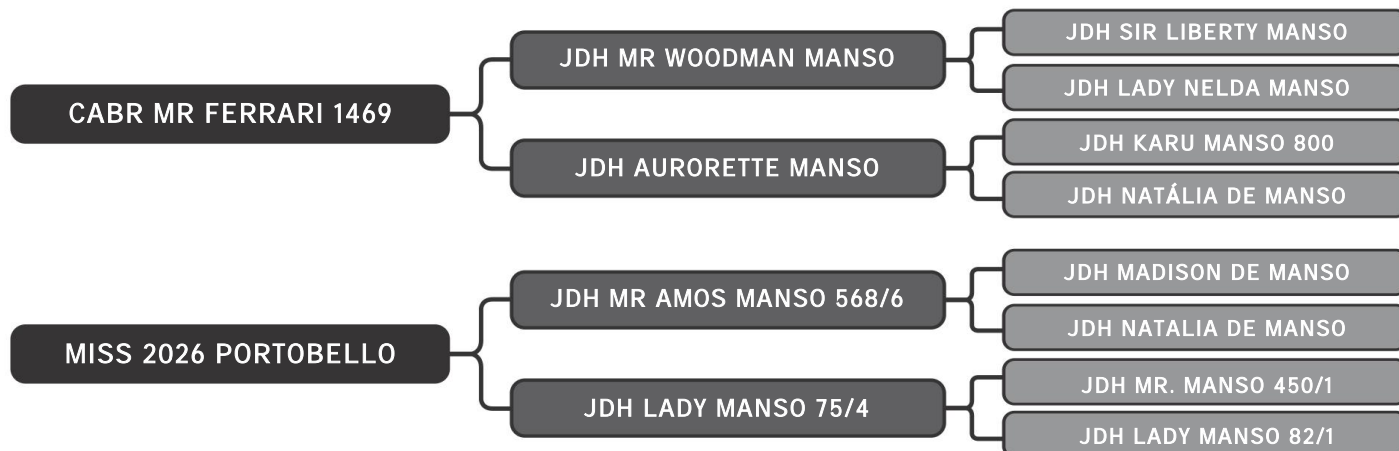 CABR MR FERRARI 1469
JDH MR WOODMAN MANSO
JDH SIR LIBERTY MANSO
JDH LADY NELDA MANSO
JDH AURORETTE MANSO
JDH KARU MANSO 800
JDH NATÁLIA DE MANSO
MISS 2026 PORTOBELLO
JDH MR AMOS MANSO 568/6
JDH MADISON DE MANSO
JDH NATALIA DE MANSO
JDH LADY MANSO 75/4
JDH MR. MANSO 450/1
JDH LADY MANSO 82/1